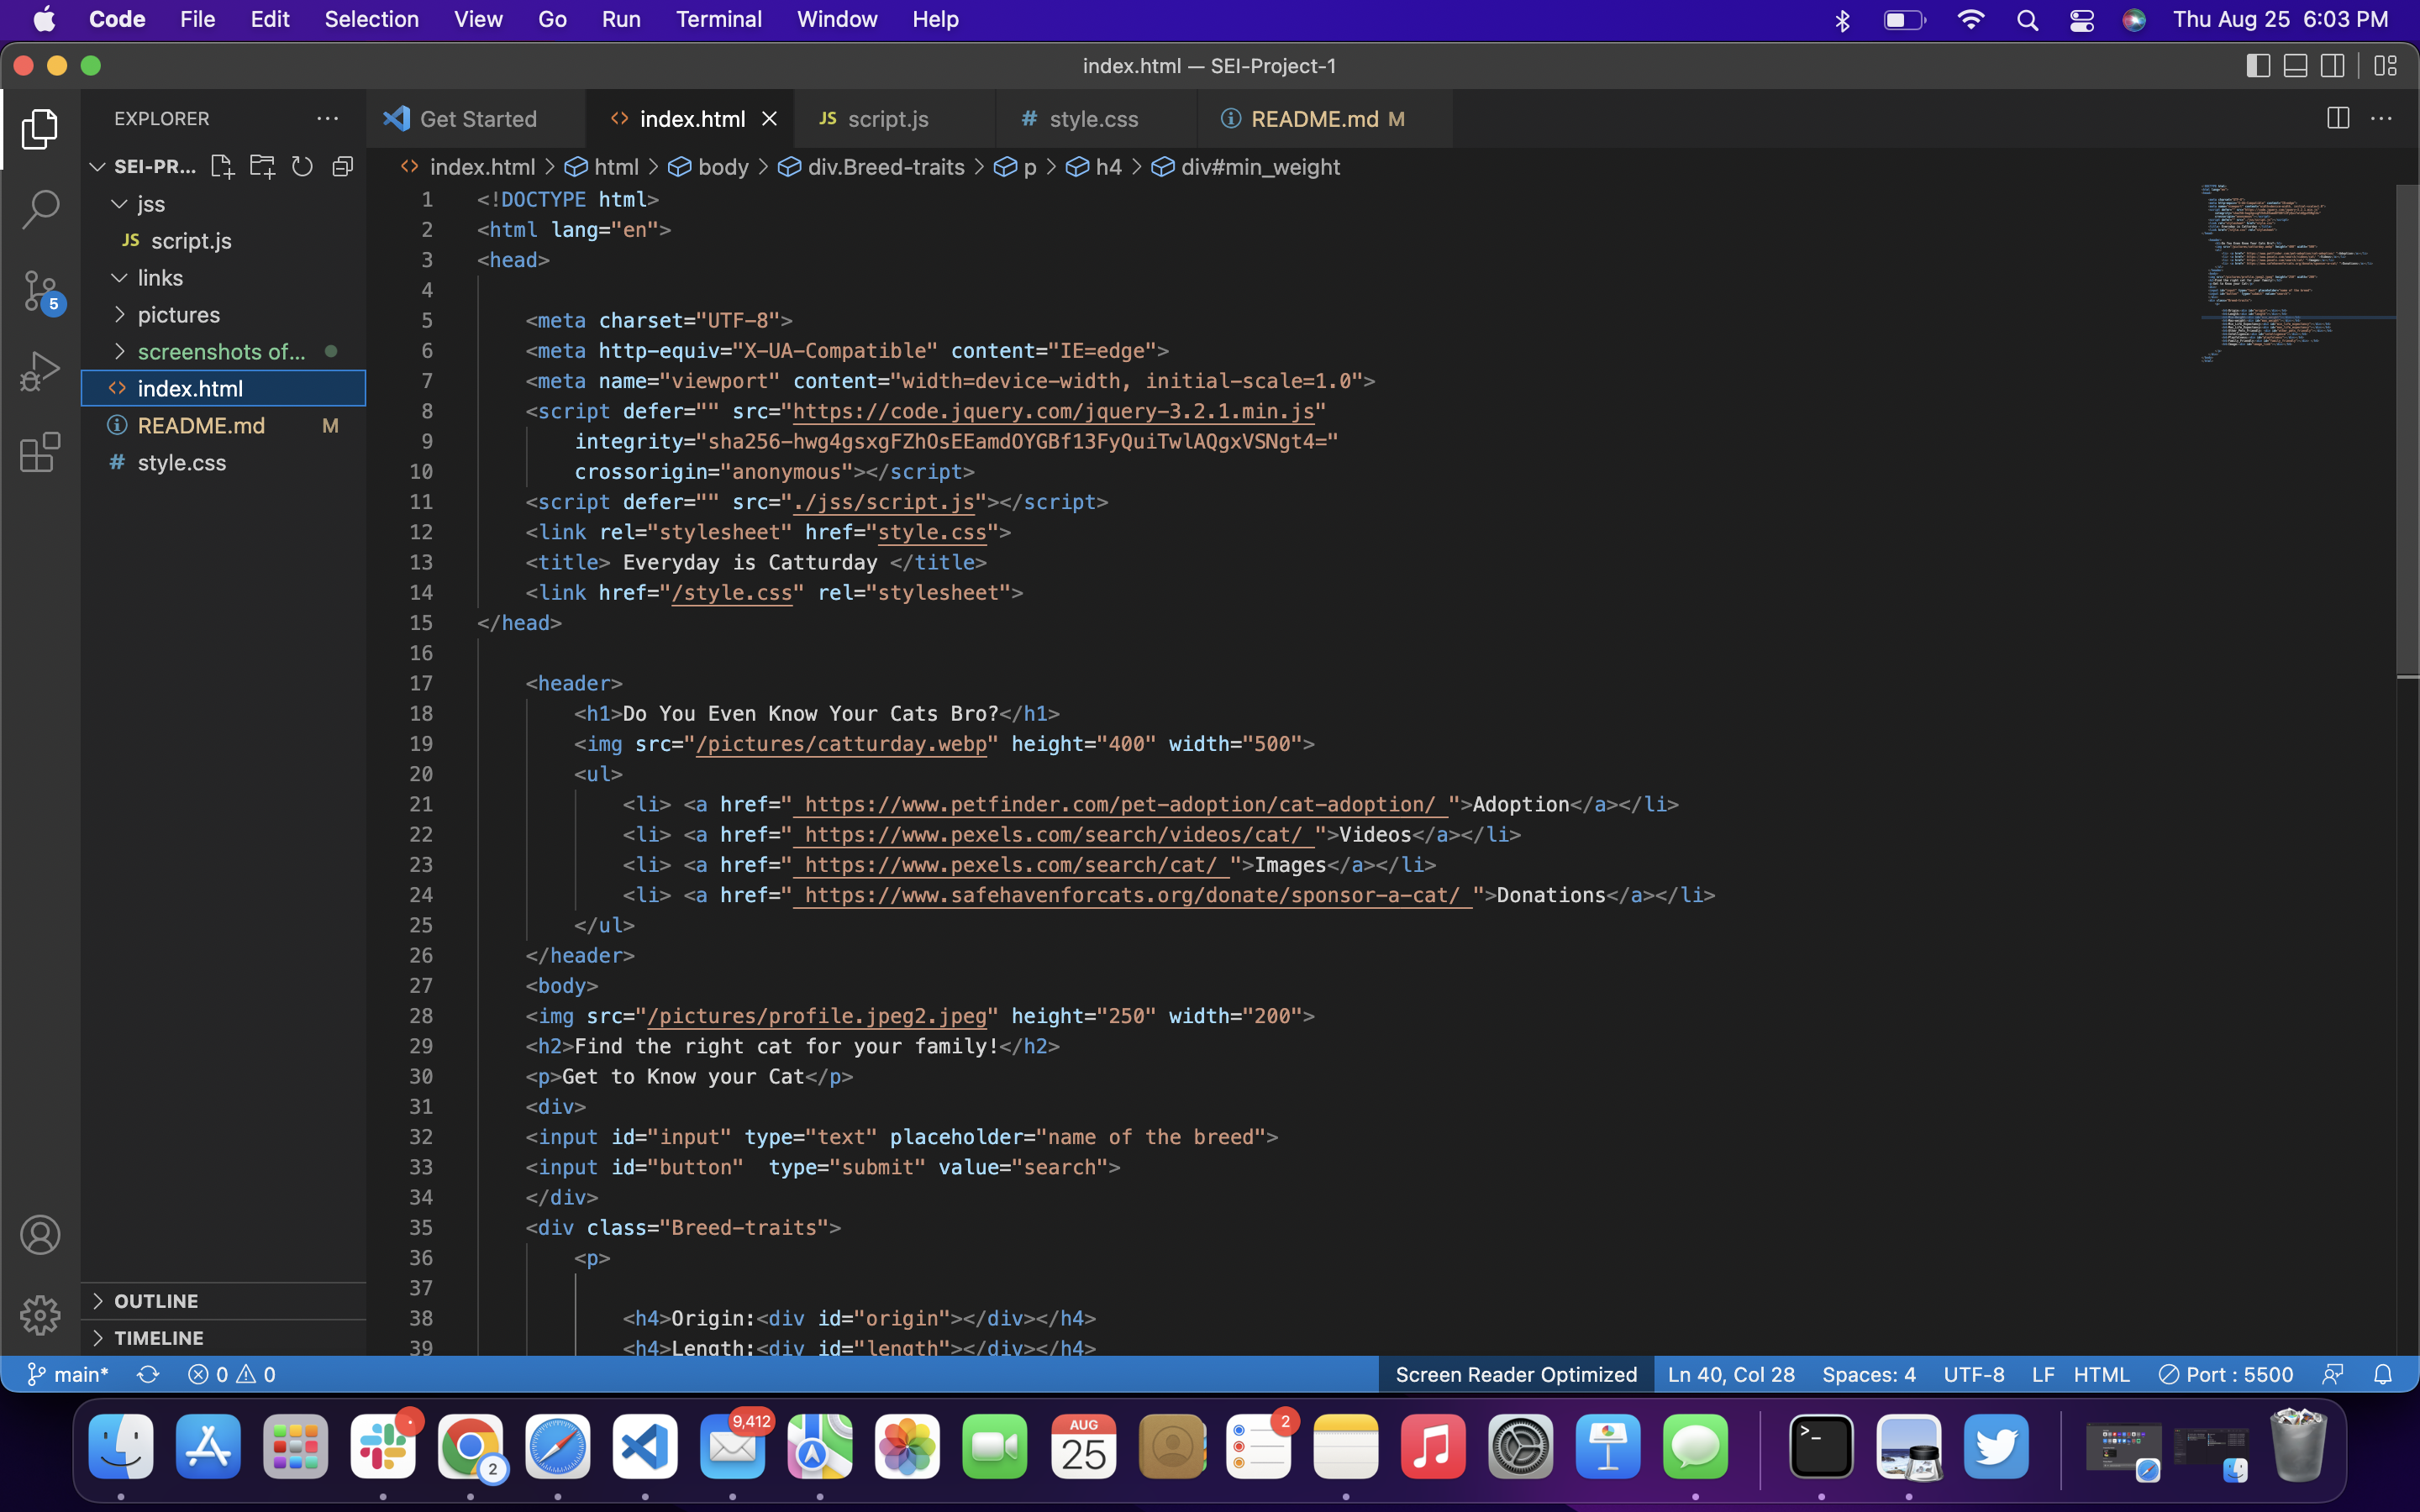 Code File Edit Selection View Go Run Terminal Window Help Thu Aug 25 6:03 PM
index.html — SEI-Project-1
EXPLORER
Get Started
index.html
JS script.js
# style.css
README.md M
SEI-PR...
jss
JS script.js
links
pictures
screenshots of...
index.html
README.md M
# style.css
5
OUTLINE
TIMELINE
index.html > html > body > div.Breed-traits > p > h4 > div#min_weight
1 <!DOCTYPE html>
2 <html lang="en">
3 <head>
4
5 <meta charset="UTF-8">
6 <meta http-equiv="X-UA-Compatible" content="IE=edge">
7 <meta name="viewport" content="width=device-width, initial-scale=1.0">
8 <script defer="" src="https://code.jquery.com/jquery-3.2.1.min.js"
9 integrity="sha256-hwg4gsxgFZhOsEEamdOYGBf13FyQuiTwlAQgxVSNgt4="
10 crossorigin="anonymous"></script>
11 <script defer="" src="./jss/script.js"></script>
12 <link rel="stylesheet" href="style.css">
13 <title> Everyday is Catturday </title>
14 <link href="/style.css" rel="stylesheet">
15 </head>
16
17 <header>
18 <h1>Do You Even Know Your Cats Bro?</h1>
19 <img src="/pictures/catturday.webp" height="400" width="500">
20 <ul>
21 <li> <a href=" https://www.petfinder.com/pet-adoption/cat-adoption/ ">Adoption</a></li>
22 <li> <a href=" https://www.pexels.com/search/videos/cat/ ">Videos</a></li>
23 <li> <a href=" https://www.pexels.com/search/cat/ ">Images</a></li>
24 <li> <a href=" https://www.safehavenforcats.org/donate/sponsor-a-cat/ ">Donations</a></li>
25 </ul>
26 </header>
27 <body>
28 <img src="/pictures/profile.jpeg2.jpeg" height="250" width="200">
29 <h2>Find the right cat for your family!</h2>
30 <p>Get to Know your Cat</p>
31 <div>
32 <input id="input" type="text" placeholder="name of the breed">
33 <input id="button"  type="submit" value="search">
34 </div>
35 <div class="Breed-traits">
36 <p>
37
38 <h4>Origin:<div id="origin"></div></h4>
39 <h4>Length:<div id="length"></div></h4>
main* 0 0 Screen Reader Optimized Ln 40, Col 28 Spaces: 4 UTF-8 LF HTML Port : 5500
2
9,412
AUG
25
2